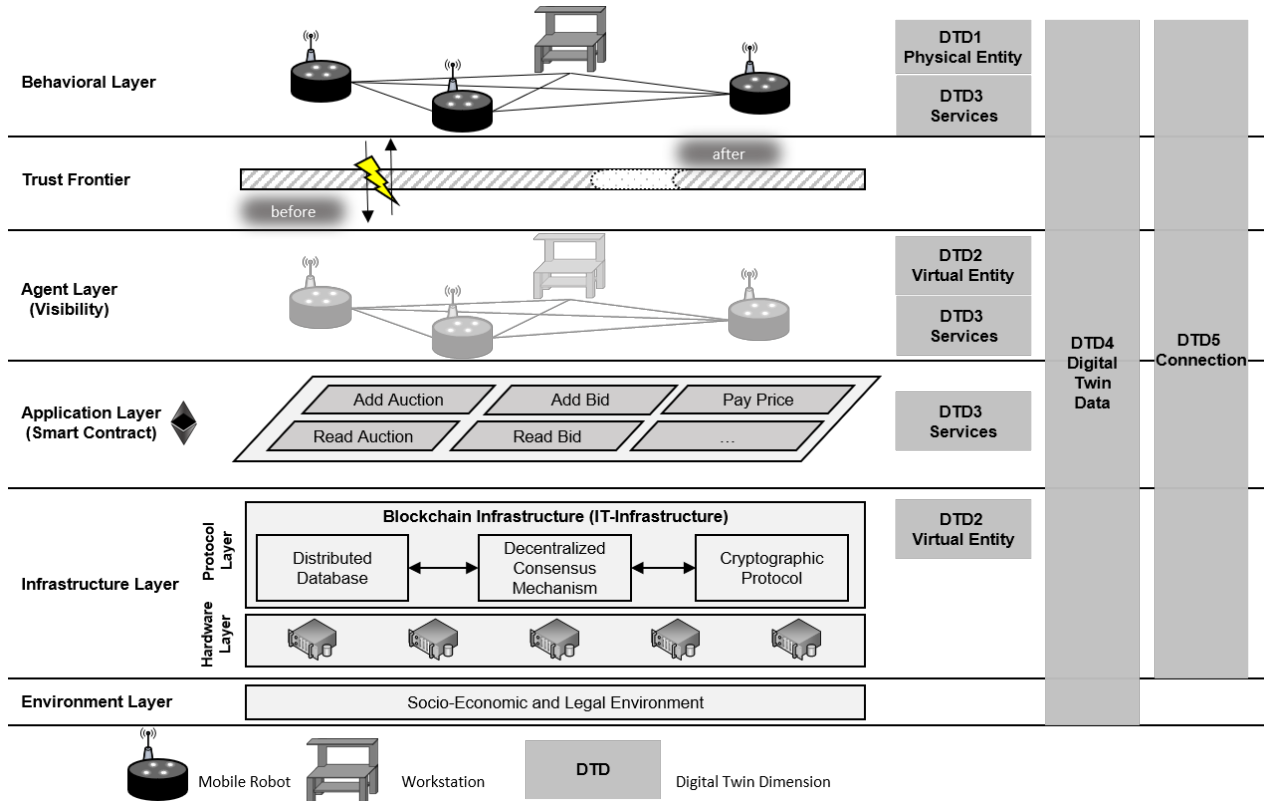 DTD1
Physical Entity
Behavioral Layer
DTD3
Services
after
Trust Frontier
before
DTD2
Virtual Entity
Agent Layer
(Visibility)
DTD3
Services
DTD4
Digital
Twin
Data
DTD5
Connection
Application Layer
(Smart Contract)
Add Auction
Add Bid
Pay Price
Read Auction
Read Bid
...
DTD3
Services
Infrastructure Layer
Protocol
Layer
Blockchain Infrastructure (IT-Infrastructure)
Distributed
Database
Decentralized
Consensus
Mechanism
Cryptographic
Protocol
DTD2
Virtual Entity
Hardware
Layer
Environment Layer
Socio-Economic and Legal Environment
Mobile Robot
Workstation
DTD
Digital Twin Dimension